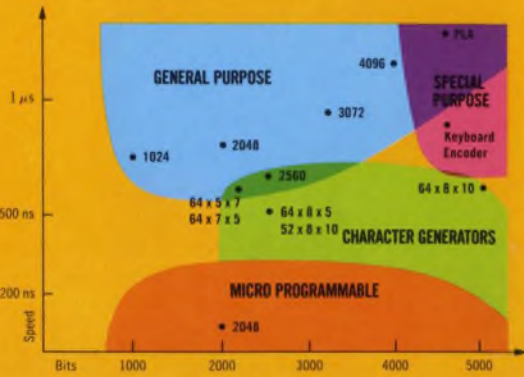 PLA
GENERAL PURPOSE
4096
SPECIAL
PURPOSE
1 μs
3072
Keyboard
Encoder
1024
2048
2560
64 x 5 x 7
64 x 7 x 5
64 x 8 x 10
500 ns
64 x 8 x 5
52 x 8 x 10
CHARACTER GENERATORS
MICRO PROGRAMMABLE
200 ns
2048
Speed
Bits 1000 2000 3000 4000 5000